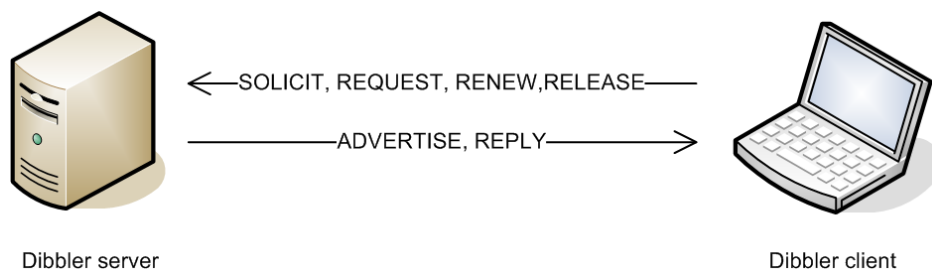 SOLICIT, REQUEST, RENEW,RELEASE
ADVERTISE, REPLY
Dibbler server
Dibbler client